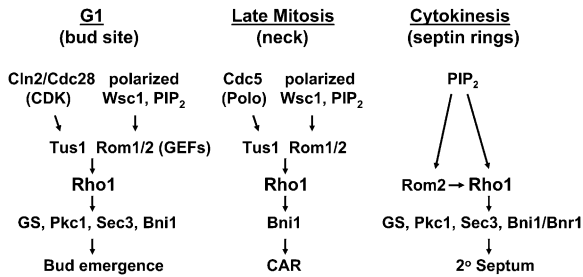 G1
(bud site)
Cln2/Cdc28 polarized
(CDK) Wsc1, PIP2
Tus1 Rom1/2 (GEFs)
Rho1
GS, Pkc1, Sec3, Bni1
Bud emergence
Late Mitosis
(neck)
Cdc5 polarized
(Polo) Wsc1, PIP2
Tus1 Rom1/2
Rho1
Bni1
CAR
Cytokinesis
(septin rings)
PIP2
Rom2 → Rho1
GS, Pkc1, Sec3, Bni1/Bnr1
2º Septum